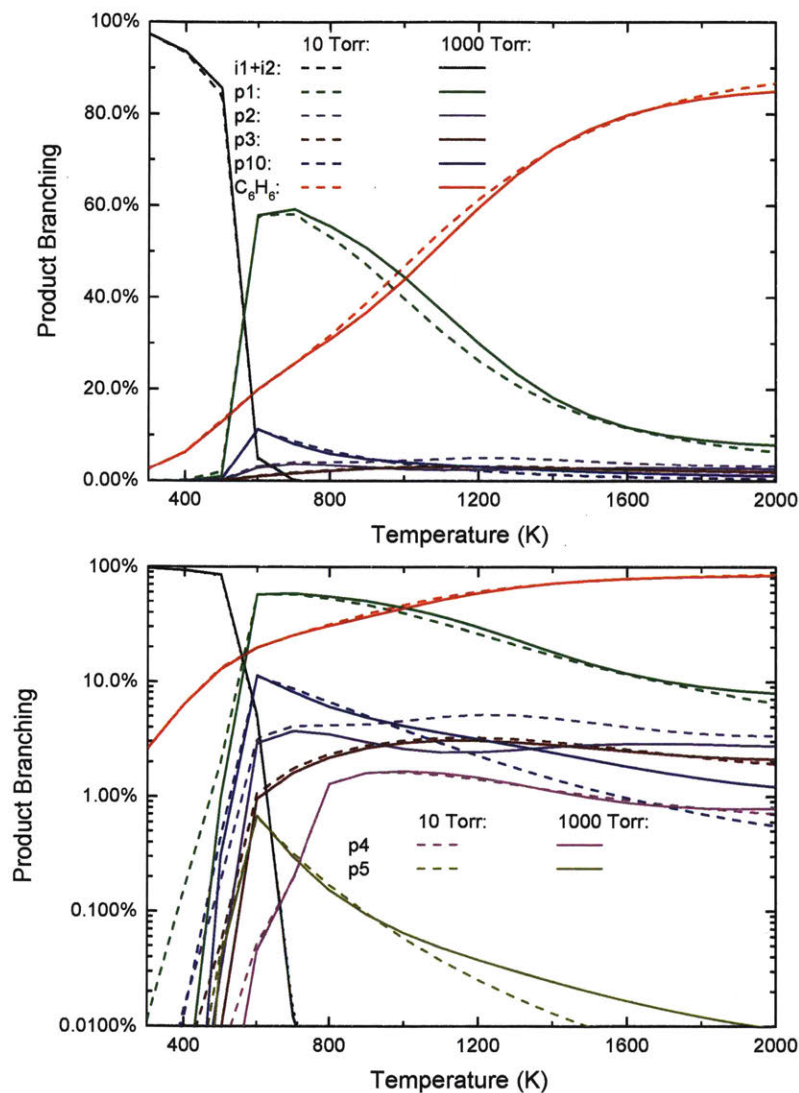 100%
80.0%
60.0%
40.0%
20.0%
0.00%
Product Branching
10 Torr: 1000 Torr:
i1+i2:
p1:
p2:
p3:
p10:
C6H6:
400 800 1200 1600 2000
Temperature (K)
100%
10.0%
1.00%
0.100%
0.0100%
Product Branching
10 Torr: 1000 Torr:
p4
p5
400 800 1200 1600 2000
Temperature (K)